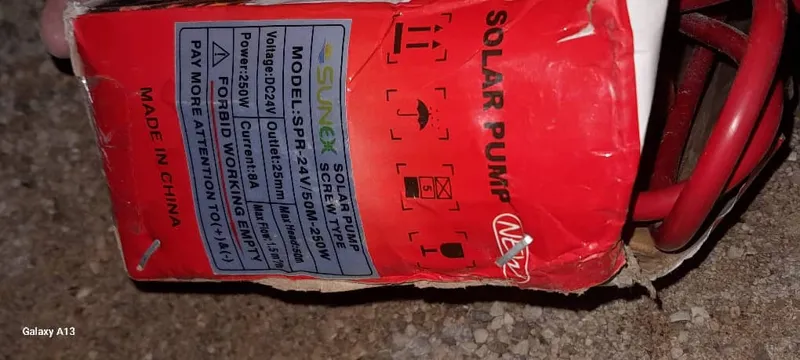 SOLAR PUMP
NEW
5
SUNEX
SOLAR PUMP
SCREW TYPE
MODEL:SPR-24V/50M-250W
Voltage:DC24V Outlet:25mm Max Head:50m
Power:250W Current:8A Max Flow:1.5m³/h
FORBID WORKING EMPTY
PAY MORE ATTENTION TO(+)&(-)
MADE IN CHINA
Galaxy A13